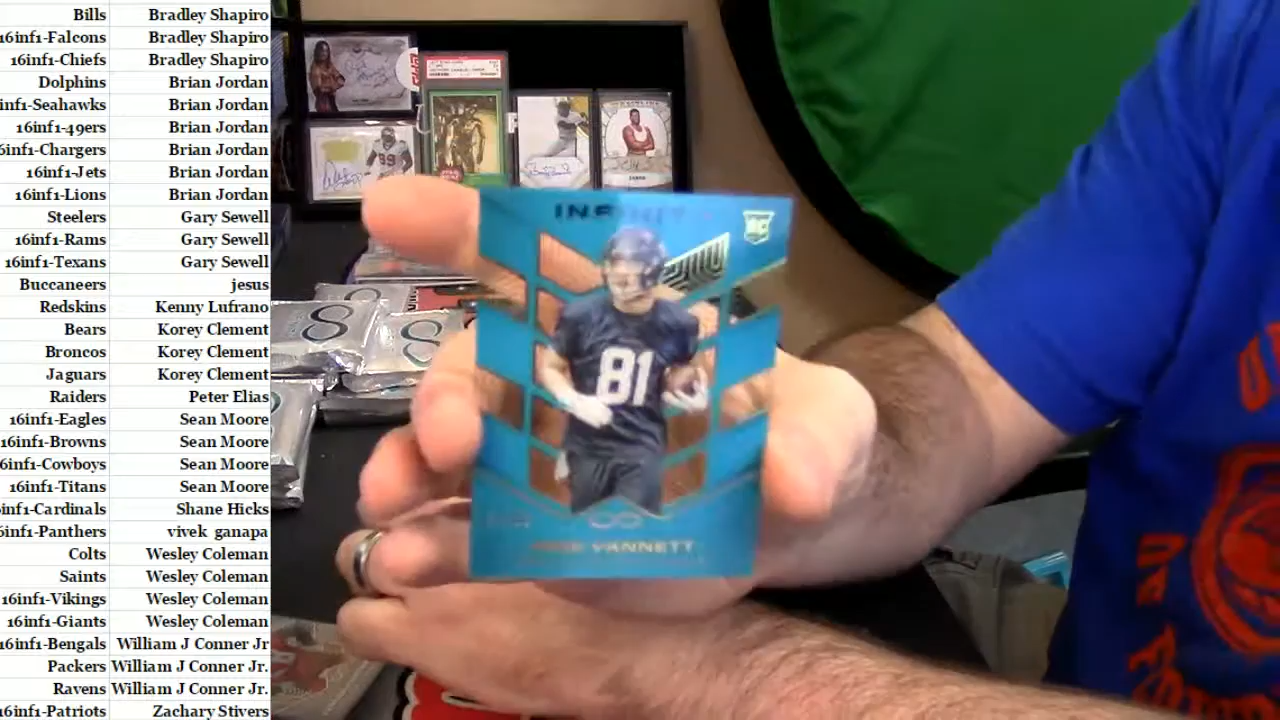 Bills Bradley Shapiro
16inf1-Falcons Bradley Shapiro
16inf1-Chiefs Bradley Shapiro
Dolphins Brian Jordan
inf1-Seahawks Brian Jordan
16inf1-49ers Brian Jordan
inf1-Chargers Brian Jordan
16inf1-Jets Brian Jordan
16inf1-Lions Brian Jordan
Steelers Gary Sewell
16inf1-Rams Gary Sewell
16inf1-Texans Gary Sewell
Buccaneers jesus
Redskins Kenny Lufrano
Bears Korey Clement
Broncos Korey Clement
Jaguars Korey Clement
Raiders Peter Elias
16inf1-Eagles Sean Moore
16inf1-Browns Sean Moore
inf1-Cowboys Sean Moore
16inf1-Titans Sean Moore
inf1-Cardinals Shane Hicks
6inf1-Panthers vivek ganapa
Colts Wesley Coleman
Saints Wesley Coleman
16inf1-Vikings Wesley Coleman
16inf1-Giants Wesley Coleman
16inf1-Bengals William J Conner Jr
Packers William J Conner Jr.
Ravens William J Conner Jr.
16inf1-Patriots Zachary Stivers
81
VANNETT
99